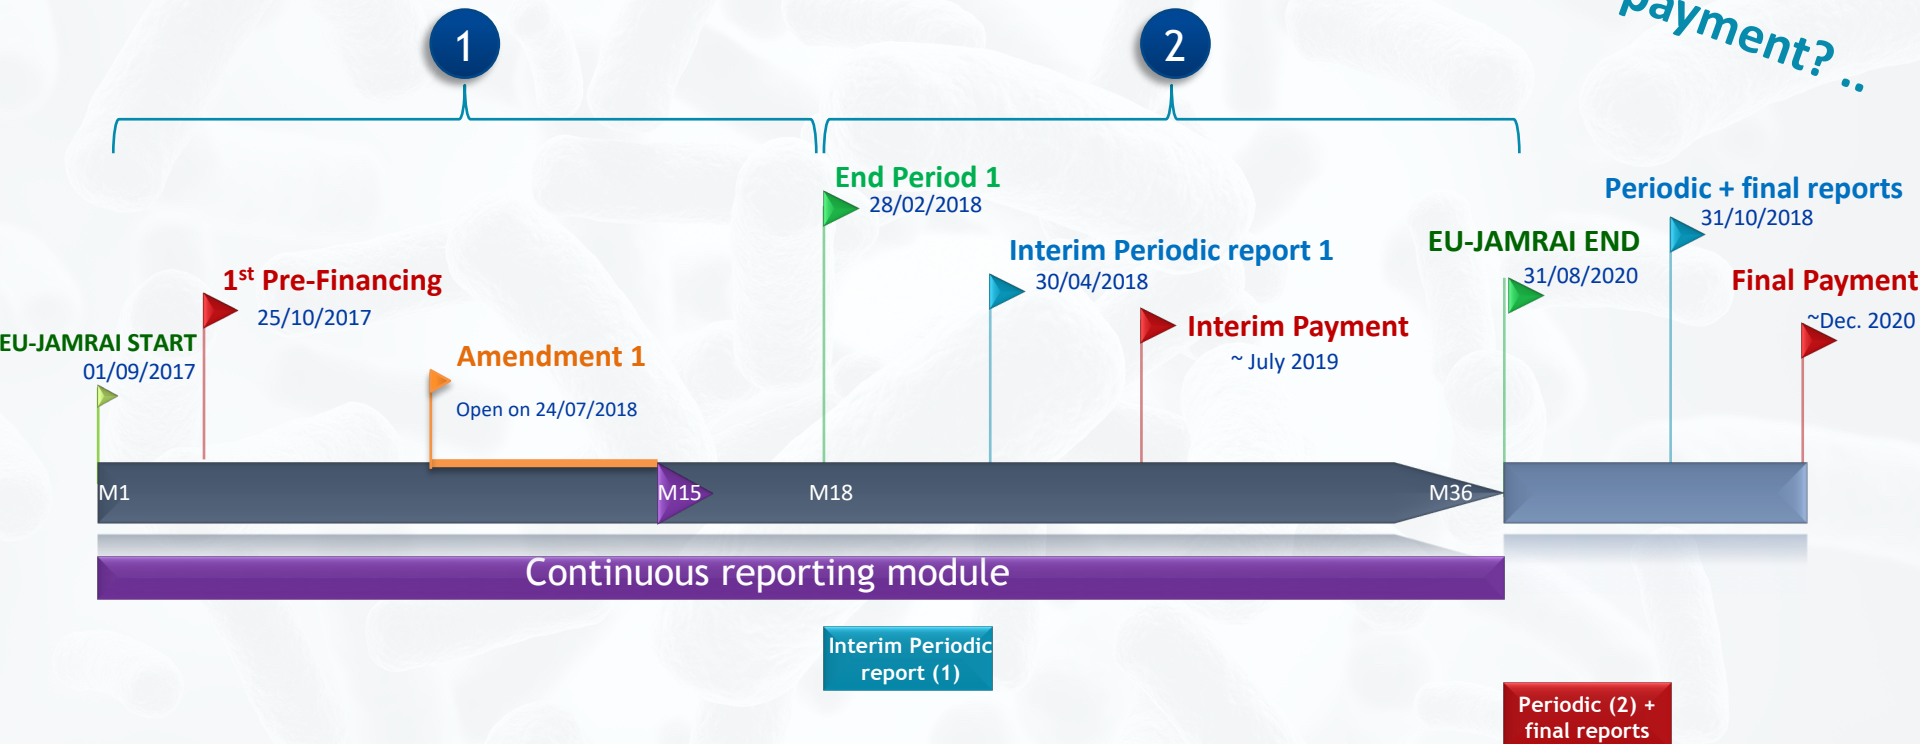 payment? ..
1
2
End Period 1
28/02/2018
Periodic + final reports
31/10/2018
Interim Periodic report 1
30/04/2018
EU-JAMRAI END
31/08/2020
1st Pre-Financing
25/10/2017
Final Payment
~Dec. 2020
Interim Payment
~ July 2019
EU-JAMRAI START
01/09/2017
Amendment 1
Open on 24/07/2018
M1
M15
M18
M36
Continuous reporting module
Interim Periodic
report (1)
Periodic (2) +
final reports